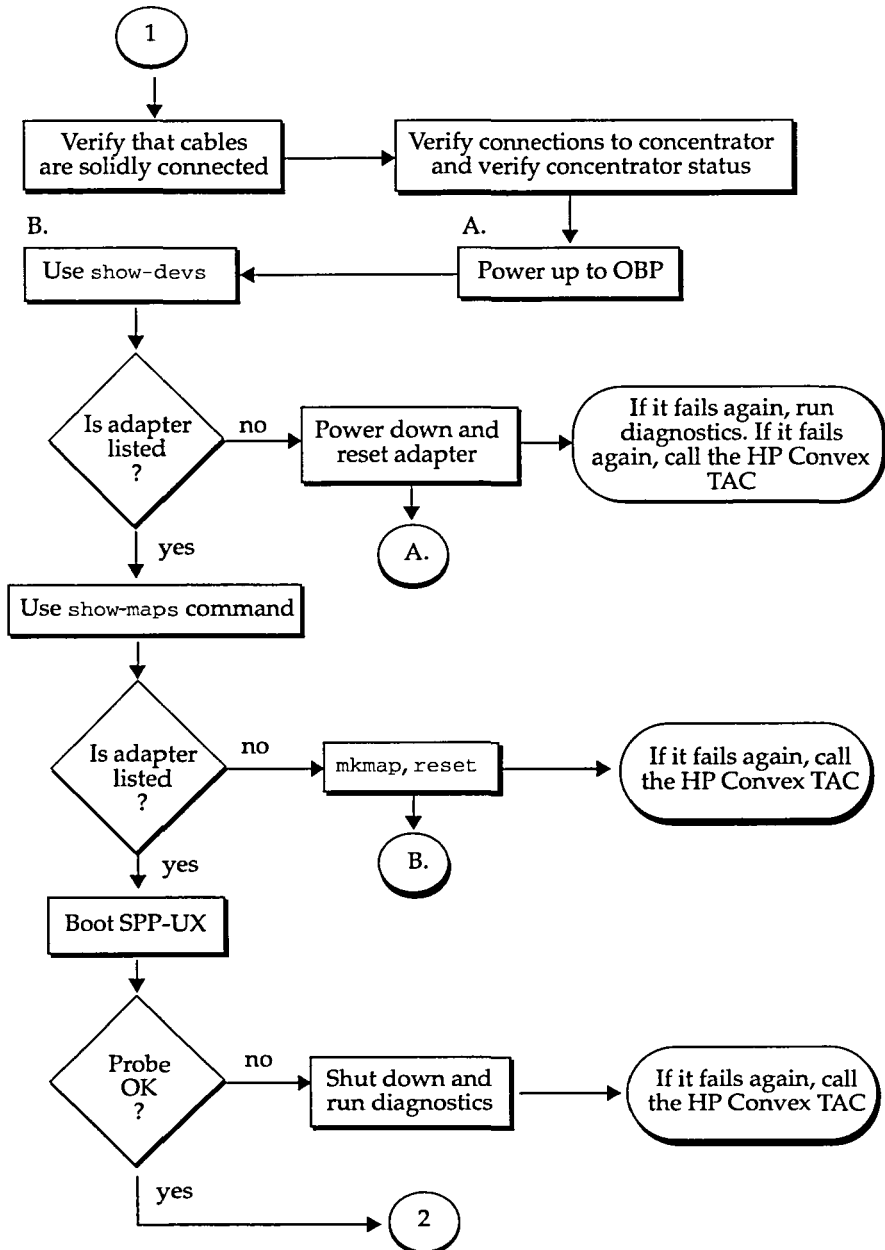 1
Verify that cables
are solidly connected
Verify connections to concentrator
and verify concentrator status
B.
A.
Use show-devs
Power up to OBP
Is adapter
listed
?
no
Power down and
reset adapter
If it fails again, run
diagnostics. If it fails
again, call the HP Convex
TAC
yes
A.
Use show-maps command
Is adapter
listed
?
no
mkmap, reset
If it fails again, call
the HP Convex TAC
yes
B.
Boot SPP-UX
Probe
OK
?
no
Shut down and
run diagnostics
If it fails again, call
the HP Convex TAC
yes
2